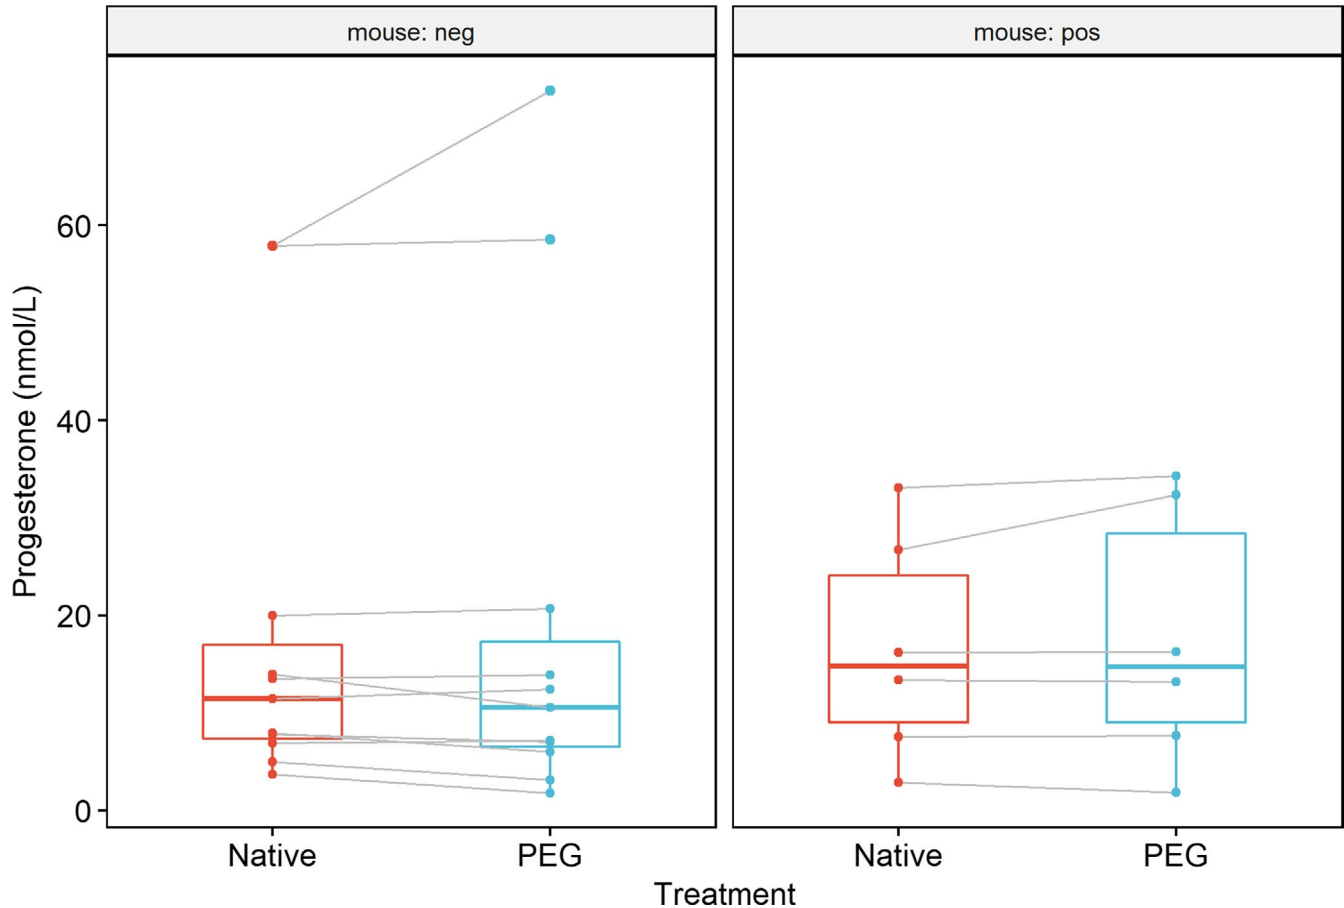 mouse: neg
mouse: pos
Progesterone (nmol/L)
60
40
20
0
Native
PEG
Native
PEG
Treatment